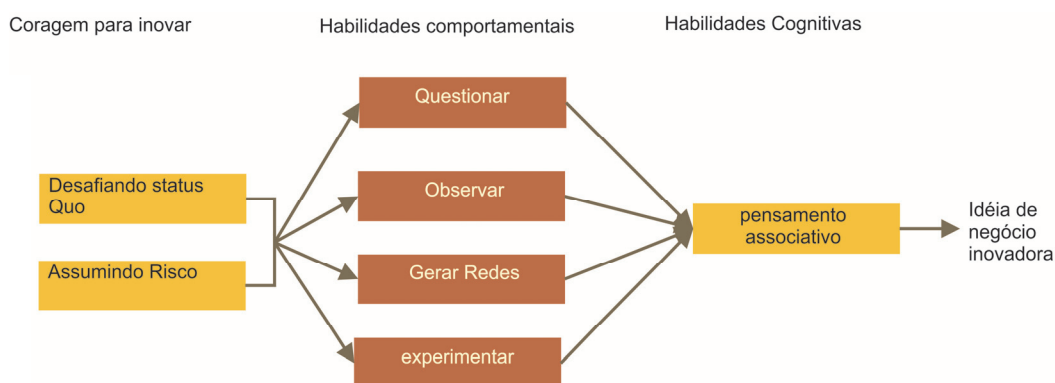 Coragem para inovar
Habilidades comportamentais
Habilidades Cognitivas
Desafiando status
Quo
Assumindo Risco
Questionar
Observar
Gerar Redes
experimentar
pensamento
associativo
Idéia de
negócio
inovadora